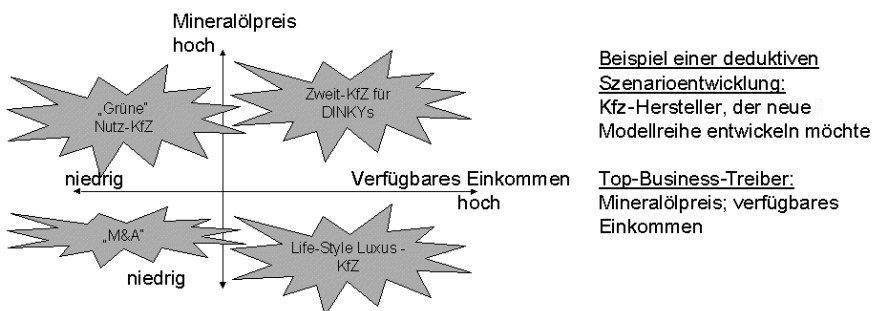 Mineralölpreis
hoch
„Grüne"
Nutz-KfZ
Zweit-KfZ für
DINKYs
niedrig
Verfügbares Einkommen
hoch
„M&A"
Life-Style Luxus -
KfZ
niedrig
Beispiel einer deduktiven
Szenarioentwicklung:
Kfz-Hersteller, der neue
Modellreihe entwickeln möchte
Top-Business-Treiber:
Mineralölpreis; verfügbares
Einkommen